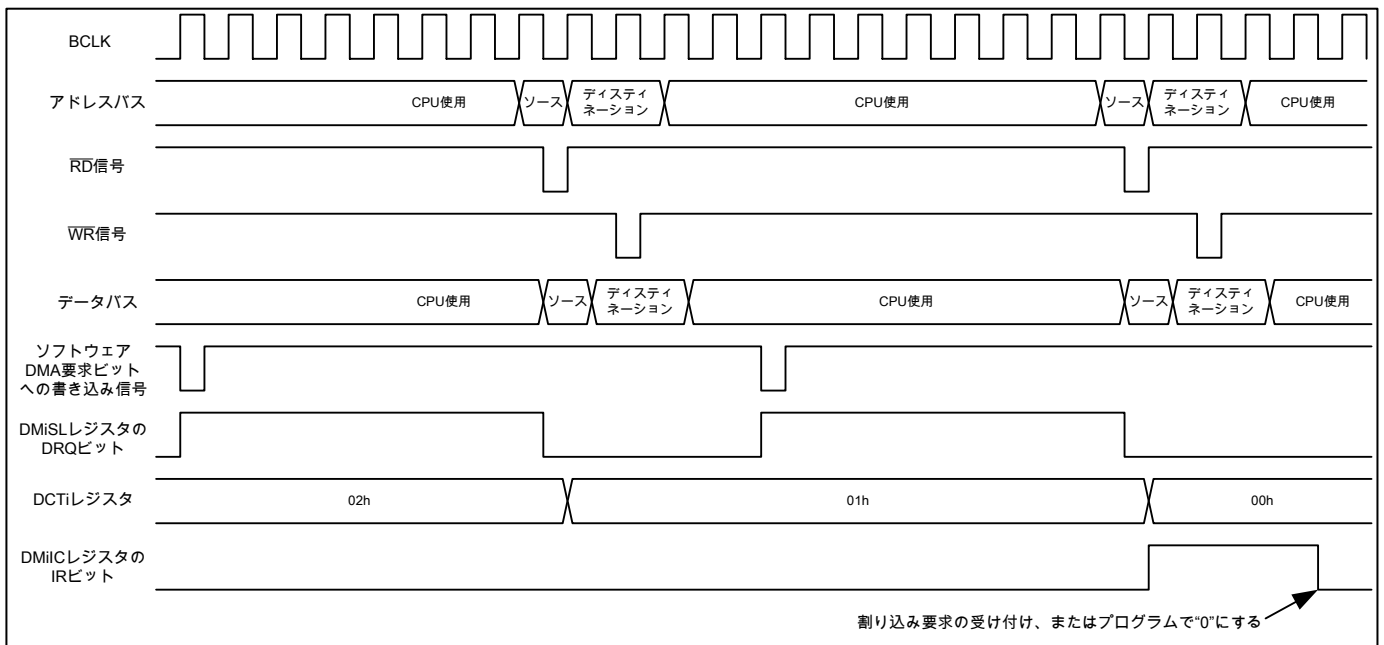 BCLK
アドレスバス
CPU使用
ソース
ディスティ
ネーション
CPU使用
ソース
ディスティ
ネーション
CPU使用
RD信号
WR信号
データバス
CPU使用
ソース
ディスティ
ネーション
CPU使用
ソース
ディスティ
ネーション
CPU使用
ソフトウェア
DMA要求ビット
への書き込み信号
DMiSLレジスタの
DRQビット
DCTiレジスタ
02h
01h
00h
DMiICレジスタの
IRビット
割り込み要求の受け付け、またはプログラムで“0”にする